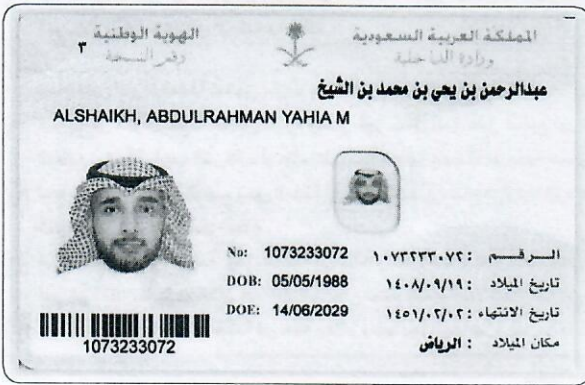 المملكة العربية السعودية
وزارة الداخلية
الهوية الوطنية
رقم النسخة ٣
عبدالرحمن بن يحي بن محمد بن الشيخ
ALSHAIKH, ABDULRAHMAN YAHIA M
No: 1073233072 الرقم : ١٠٧٣٢٣٣٠٧٢
DOB: 05/05/1988 تاريخ الميلاد : ١٤٠٨/٠٩/١٩
DOE: 14/06/2029 تاريخ الانتهاء : ١٤٥١/٠٢/٠٢
مكان الميلاد : الرياض
1073233072